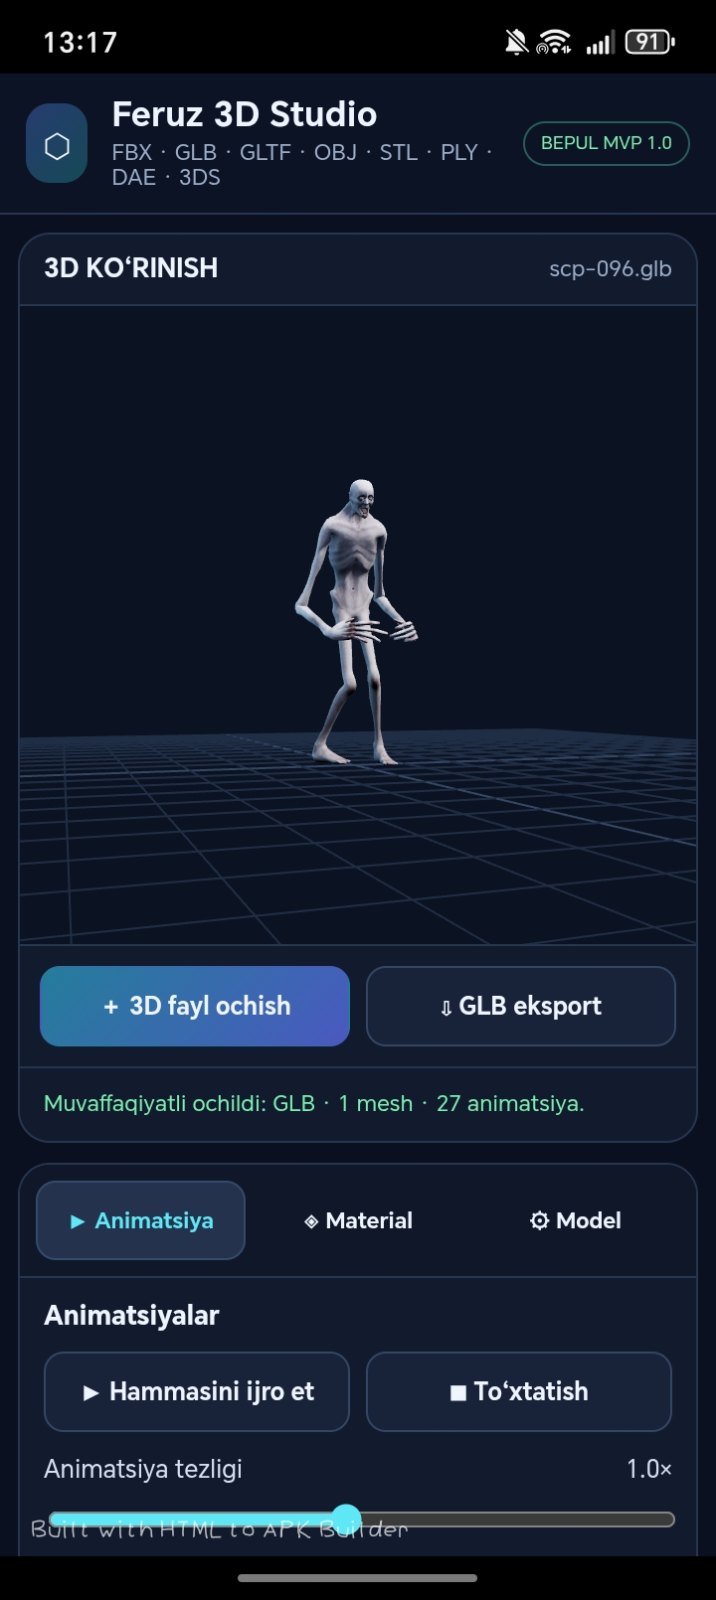 13:17
91
Feruz 3D Studio
FBX · GLB · GLTF · OBJ · STL · PLY ·
DAE · 3DS
BEPUL MVP 1.0
3D KO‘RINISH
scp-096.glb
+ 3D fayl ochish
⇩ GLB eksport
Muvaffaqiyatli ochildi: GLB · 1 mesh · 27 animatsiya.
▶ Animatsiya
◈ Material
⚙ Model
Animatsiyalar
▶ Hammasini ijro et
■ To‘xtatish
Animatsiya tezligi
1.0×
Built with HTML to APK Builder